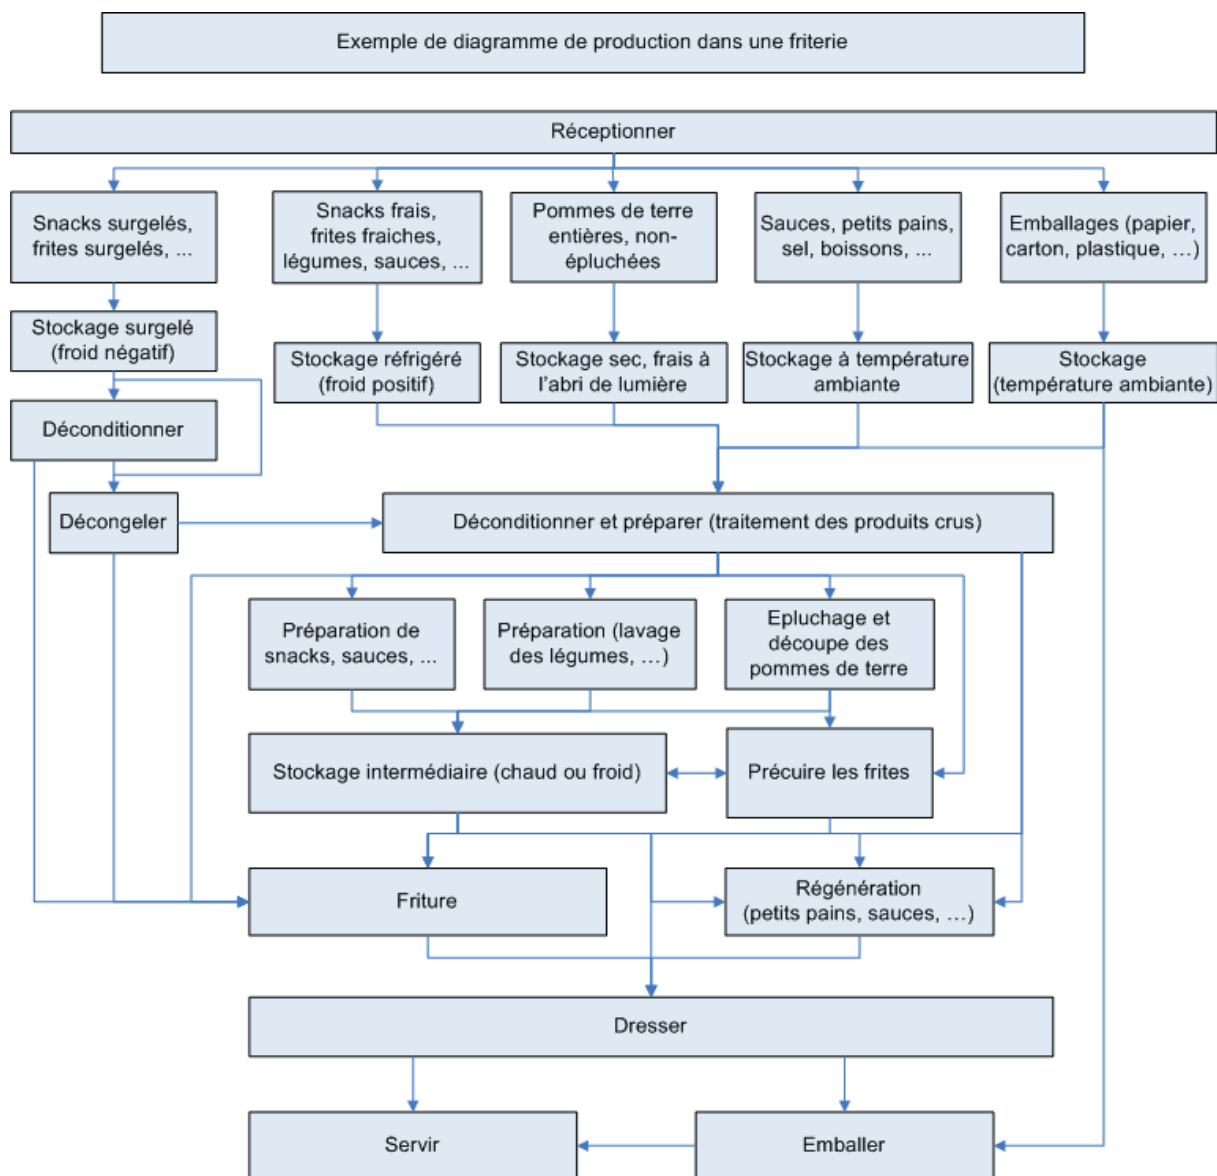 Exemple de diagramme de production dans une friterie
Réceptionner
Snacks surgelés,
frites surgelés, ...
Snacks frais,
frites fraiches,
légumes, sauces, ...
Pommes de terre
entières, non-
épluchées
Sauces, petits pains,
sel, boissons, ...
Emballages (papier,
carton, plastique, …)
Stockage surgelé
(froid négatif)
Stockage réfrigéré
(froid positif)
Stockage sec, frais à
l’abri de lumière
Stockage à température
ambiante
Stockage
(température ambiante)
Déconditionner
Décongeler
Déconditionner et préparer (traitement des produits crus)
Préparation de
snacks, sauces, ...
Préparation (lavage
des légumes, …)
Epluchage et
découpe des
pommes de terre
Stockage intermédiaire (chaud ou froid)
Précuire les frites
Friture
Régénération
(petits pains, sauces, …)
Dresser
Servir
Emballer